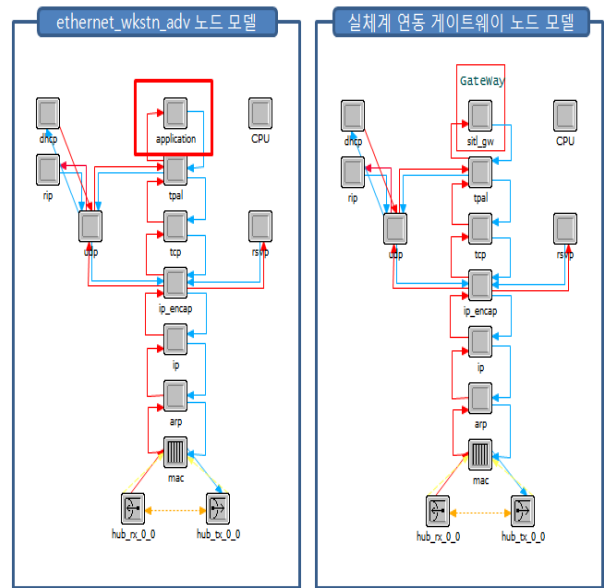 ethernet_wkstn_adv 노드 모델
dhcp
application
CPU
rip
tpal
udp
tcp
rsvp
ip_encap
ip
arp
mac
hub_rx_0_0
hub_tx_0_0
실체계 연동 게이트웨이 노드 모델
GateWay
dhcp
sitl_gw
CPU
rip
tpal
udp
tcp
rsvp
ip_encap
ip
arp
mac
hub_rx_0_0
hub_tx_0_0